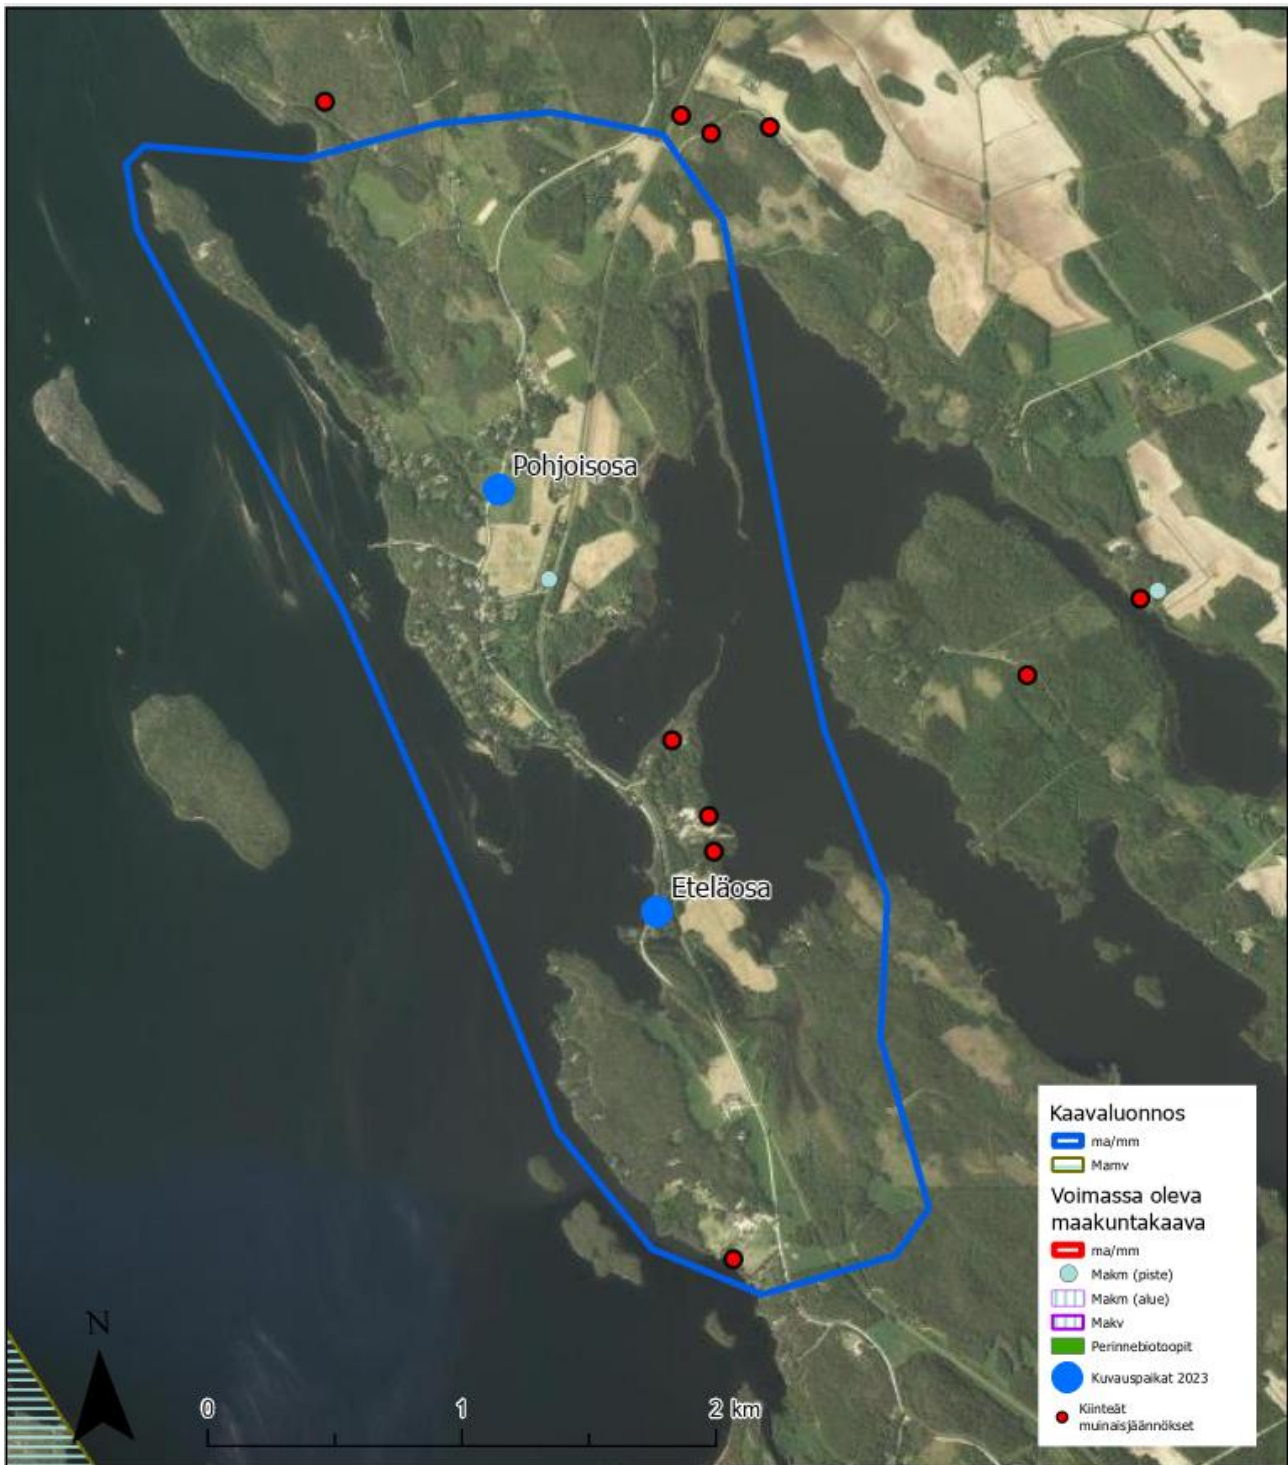 Pohjoisosa
Eteläosa
Kaavaluonnos
ma/mm
Mamv
Voimassa oleva
maakuntakaava
ma/mm
Makm (piste)
Makm (alue)
Makv
Perinnebiotoopit
Kuvauspaikat 2023
Kiinteät
muinaisjäännökset
N
0 1 2 km